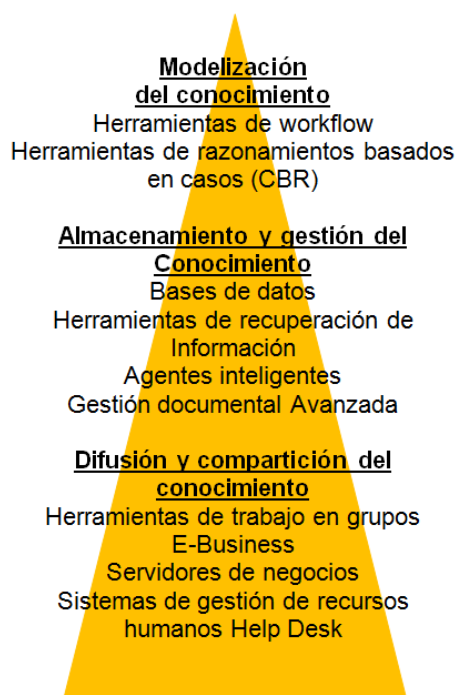 Modelización
del conocimiento
Herramientas de workflow
Herramientas de razonamientos basados
en casos (CBR)
Almacenamiento y gestión del
Conocimiento
Bases de datos
Herramientas de recuperación de
Información
Agentes inteligentes
Gestión documental Avanzada
Difusión y compartición del
conocimiento
Herramientas de trabajo en grupos
E-Business
Servidores de negocios
Sistemas de gestión de recursos
humanos Help Desk